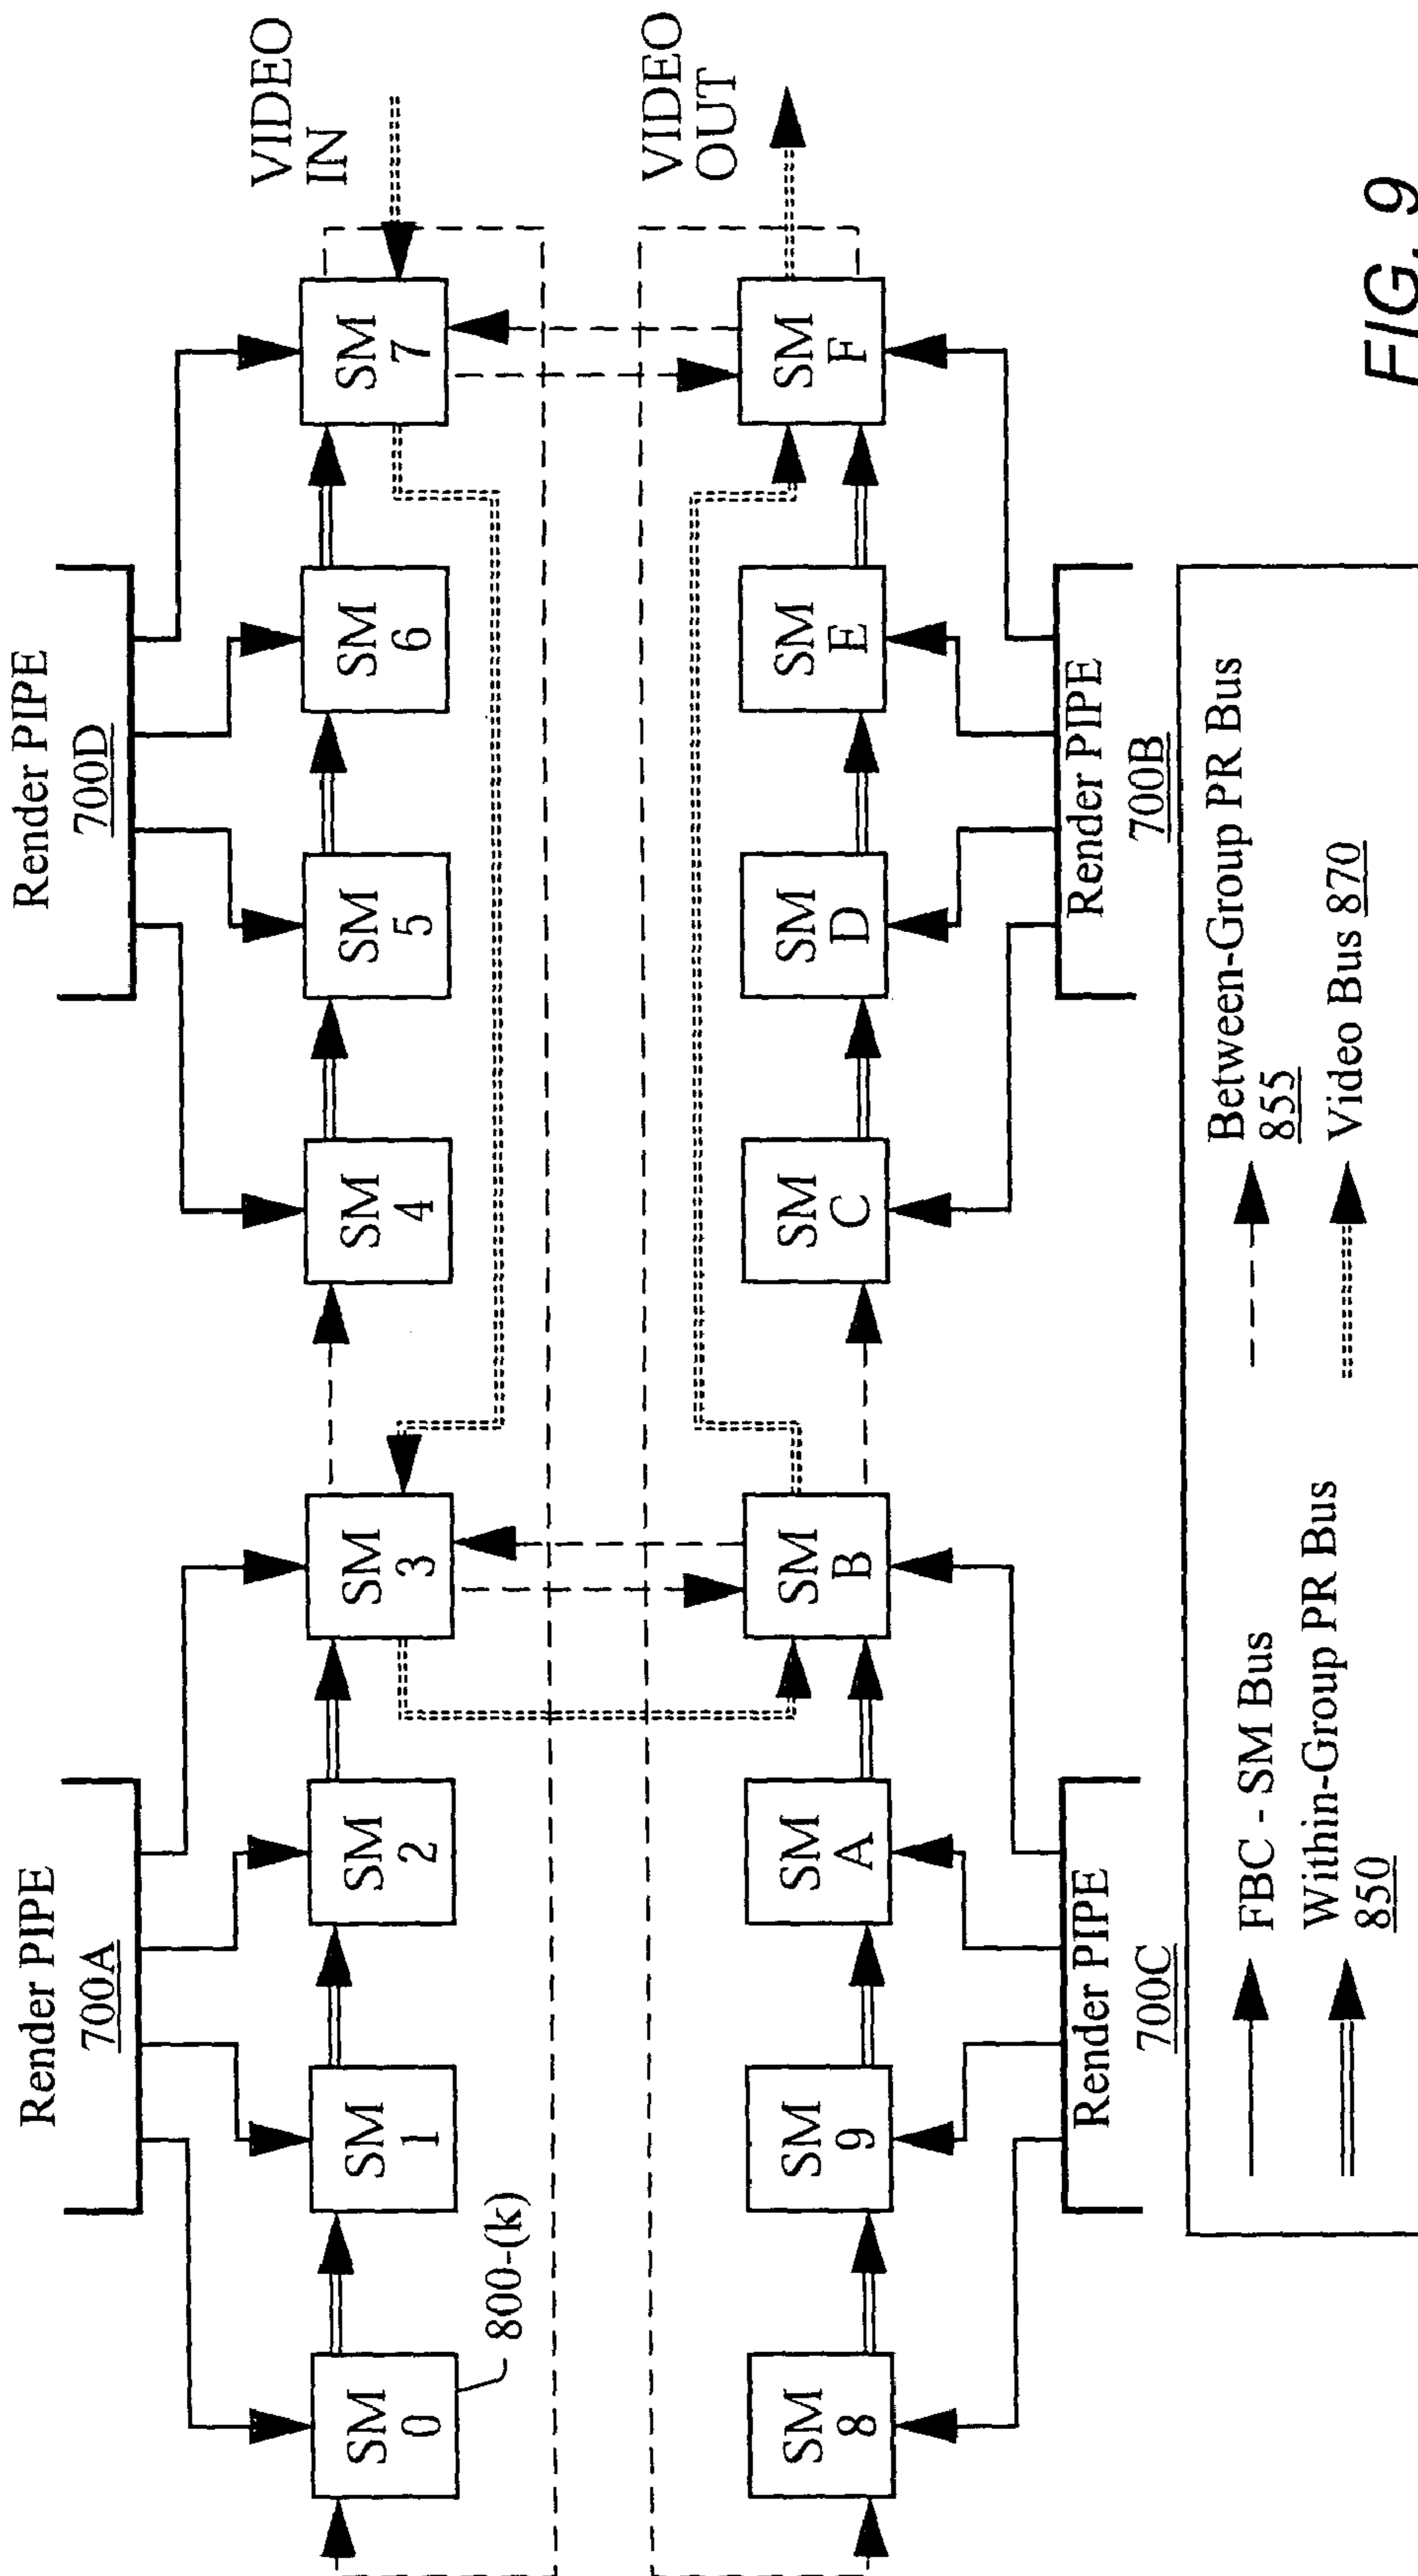 Render PIPE
700A
Render PIPE
700D
VIDEO
IN
SM
0
SM
1
SM
2
SM
3
SM
4
SM
5
SM
6
SM
7
800-(k)
VIDEO
OUT
SM
8
SM
9
SM
A
SM
B
SM
C
SM
D
SM
E
SM
F
Render PIPE
700C
Render PIPE
700B
FBC - SM Bus
Between-Group PR Bus
855
Within-Group PR Bus
850
Video Bus 870
FIG. 9